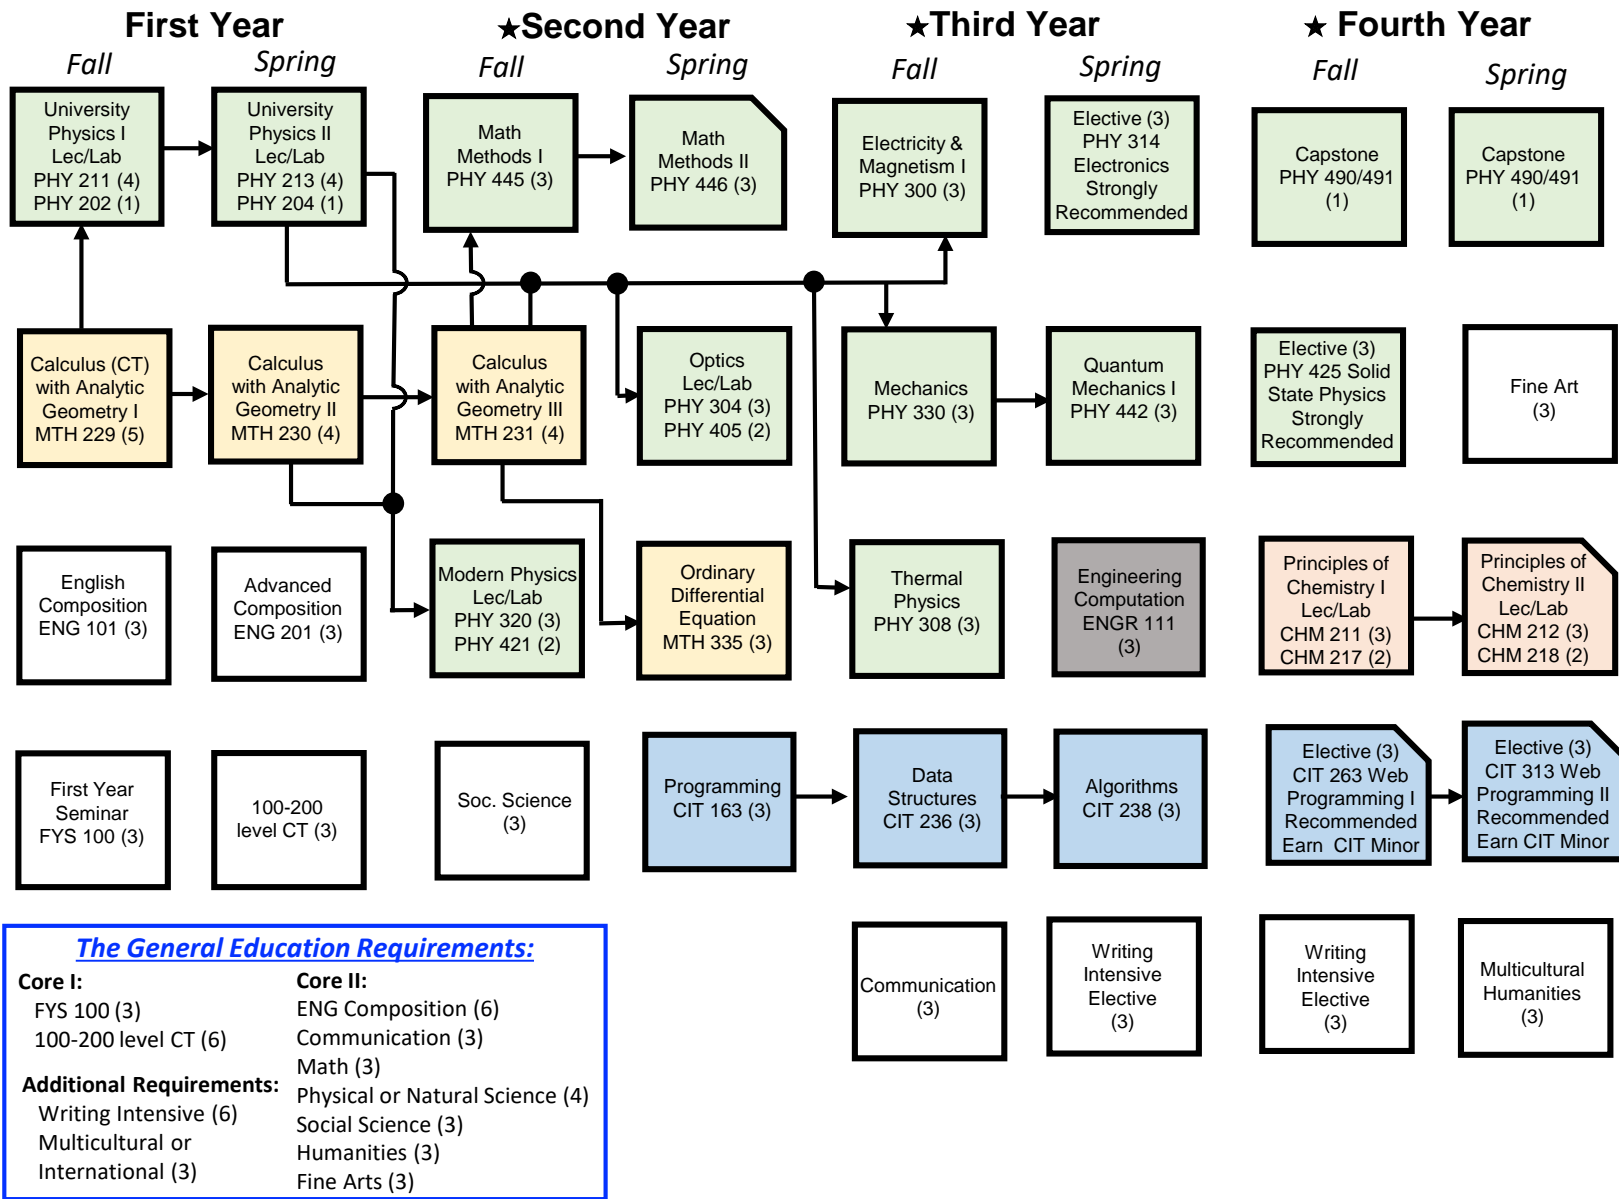 First Year
★Second Year
★Third Year
★ Fourth Year
Fall
Spring
Fall
Spring
Fall
Spring
Fall
Spring
University
Physics I
Lec/Lab
PHY 211 (4)
PHY 202 (1)
University
Physics II
Lec/Lab
PHY 213 (4)
PHY 204 (1)
Math
Methods I
PHY 445 (3)
Math
Methods II
PHY 446 (3)
Electricity &
Magnetism I
PHY 300 (3)
Elective (3)
PHY 314
Electronics
Strongly
Recommended
Capstone
PHY 490/491
(1)
Capstone
PHY 490/491
(1)
Calculus (CT)
with Analytic
Geometry I
MTH 229 (5)
Calculus
with Analytic
Geometry II
MTH 230 (4)
Calculus
with Analytic
Geometry III
MTH 231 (4)
Optics
Lec/Lab
PHY 304 (3)
PHY 405 (2)
Mechanics
PHY 330 (3)
Quantum
Mechanics I
PHY 442 (3)
Elective (3)
PHY 425 Solid
State Physics
Strongly
Recommended
Fine Art
(3)
English
Composition
ENG 101 (3)
Advanced
Composition
ENG 201 (3)
Modern Physics
Lec/Lab
PHY 320 (3)
PHY 421 (2)
Ordinary
Differential
Equation
MTH 335 (3)
Thermal
Physics
PHY 308 (3)
Engineering
Computation
ENGR 111
(3)
Principles of
Chemistry I
Lec/Lab
CHM 211 (3)
CHM 217 (2)
Principles of
Chemistry II
Lec/Lab
CHM 212 (3)
CHM 218 (2)
First Year
Seminar
FYS 100 (3)
100-200
level CT (3)
Soc. Science
(3)
Programming
CIT 163 (3)
Data
Structures
CIT 236 (3)
Algorithms
CIT 238 (3)
Elective (3)
CIT 263 Web
Programming I
Recommended
Earn CIT Minor
Elective (3)
CIT 313 Web
Programming II
Recommended
Earn CIT Minor
Communication
(3)
Writing
Intensive
Elective
(3)
Writing
Intensive
Elective
(3)
Multicultural
Humanities
(3)
The General Education Requirements:
Core I:
FYS 100 (3)
100-200 level CT (6)
Additional Requirements:
Writing Intensive (6)
Multicultural or
International (3)
Core II:
ENG Composition (6)
Communication (3)
Math (3)
Physical or Natural Science (4)
Social Science (3)
Humanities (3)
Fine Arts (3)